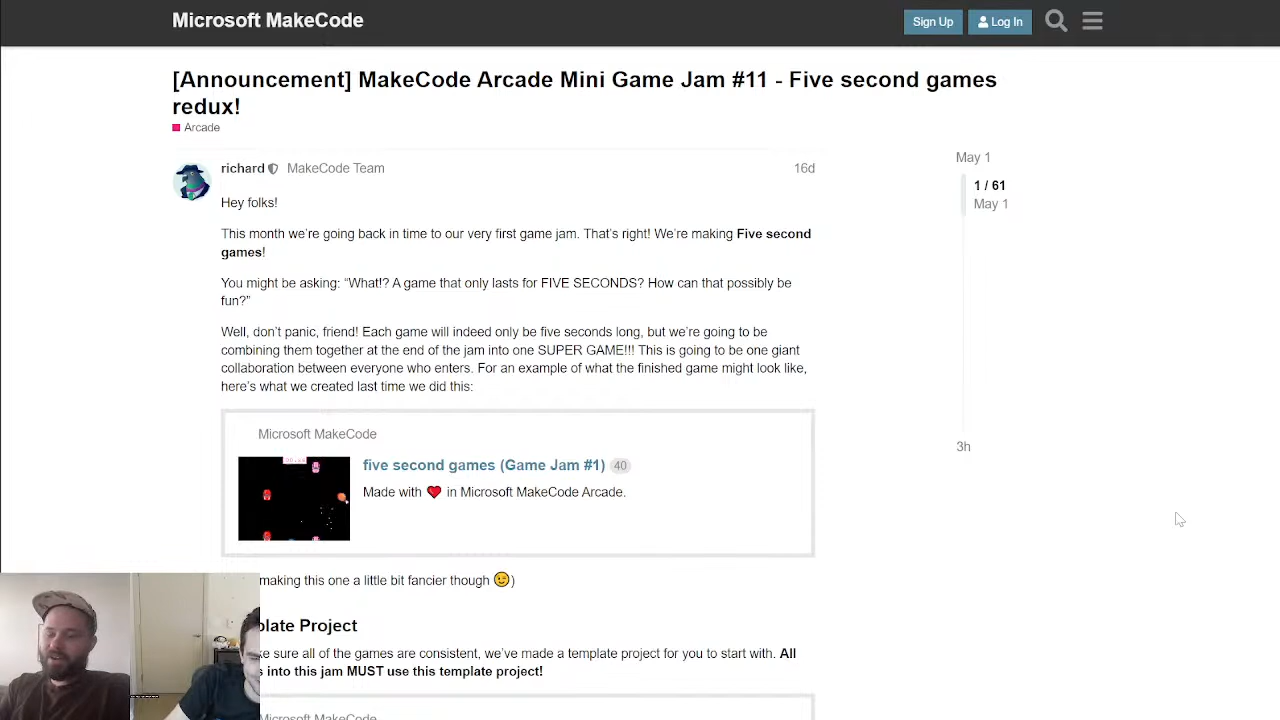 Microsoft MakeCode
Sign Up
Log In
[Announcement] MakeCode Arcade Mini Game Jam #11 - Five second games
redux!
Arcade
richard MakeCode Team
16d
Hey folks!
This month we're going back in time to our very first game jam. That's right! We're making Five second
games!
You might be asking: “What!? A game that only lasts for FIVE SECONDS? How can that possibly be
fun?”
Well, don't panic, friend! Each game will indeed only be five seconds long, but we're going to be
combining them together at the end of the jam into one SUPER GAME!!! This is going to be one giant
collaboration between everyone who enters. For an example of what the finished game might look like,
here's what we created last time we did this:
Microsoft MakeCode
five second games (Game Jam #1) 40
Made with ❤ in Microsoft MakeCode Arcade.
making this one a little bit fancier though 😉)
plate Project
ke sure all of the games are consistent, we've made a template project for you to start with. All
s into this jam MUST use this template project!
Microsoft MakeCode
May 1
1 / 61
May 1
3h